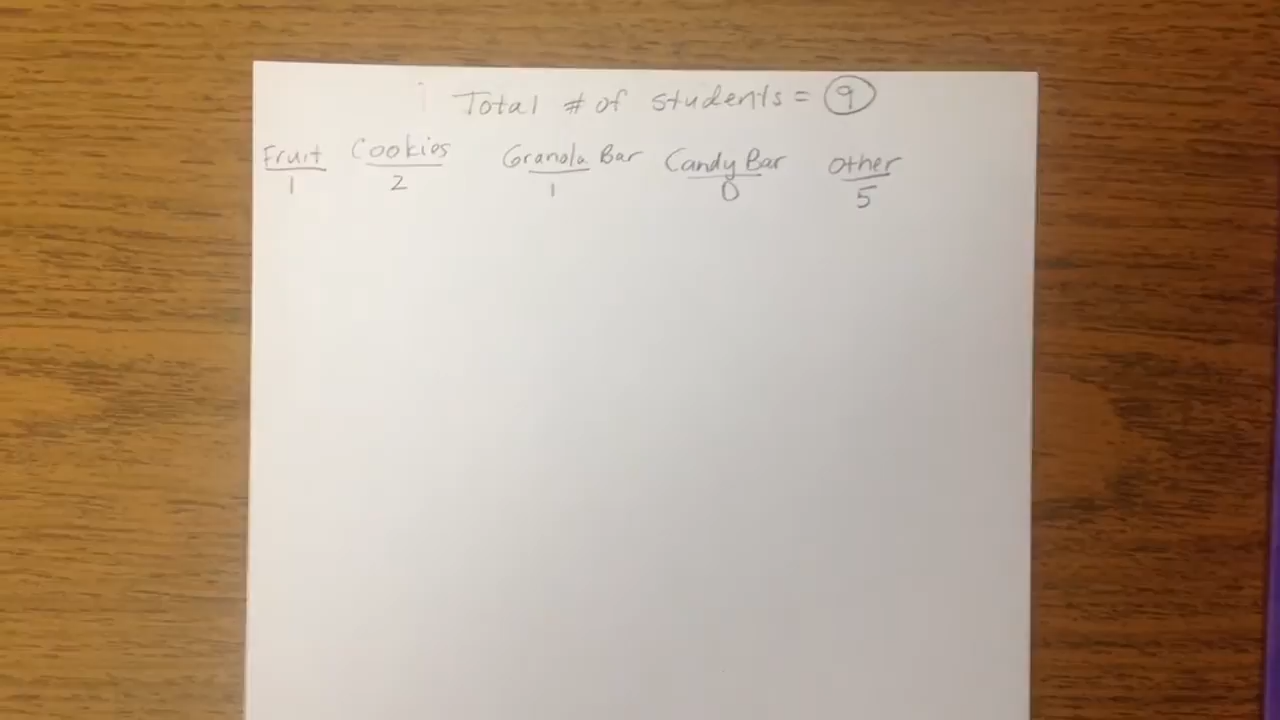 Total # of students = 9
Fruit Cookies Granola Bar Candy Bar Other
1 2 1 0 5